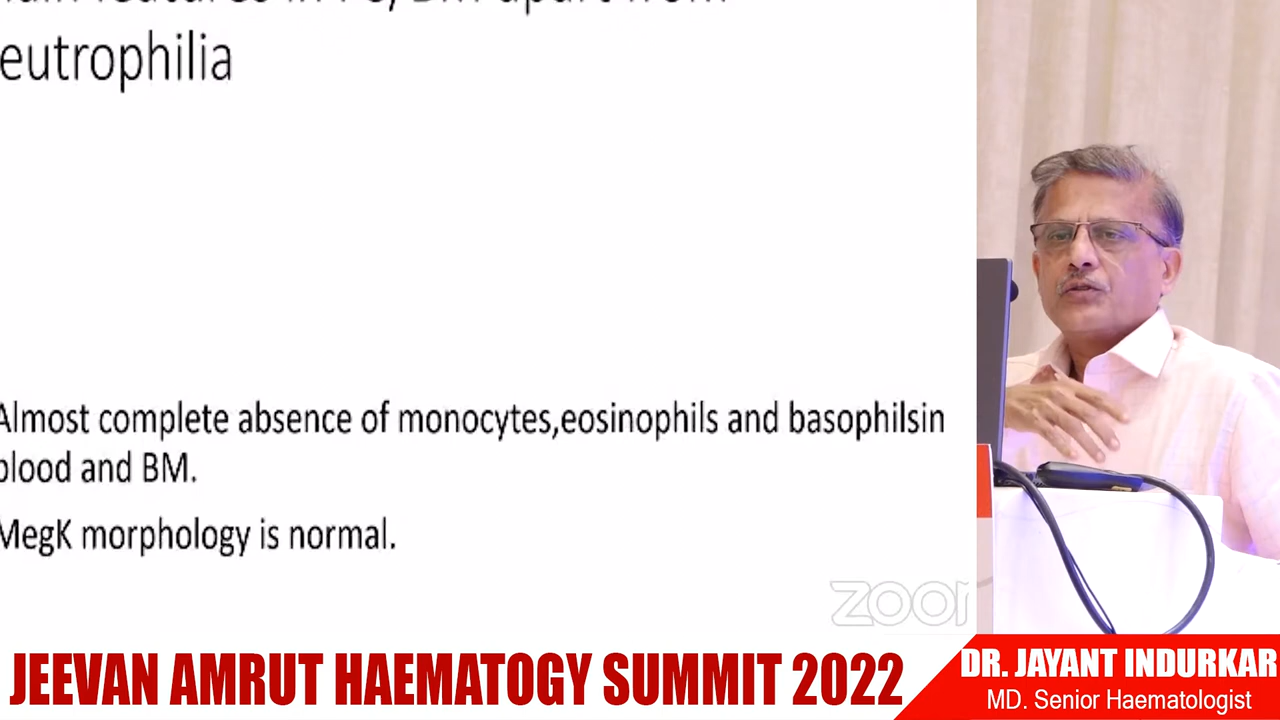 eutrophilia
Almost complete absence of monocytes,eosinophils and basophilsin
blood and BM.
MegK morphology is normal.
zoom
JEEVAN AMRUT HAEMATOGY SUMMIT 2022
DR. JAYANT INDURKAR
MD. Senior Haematologist